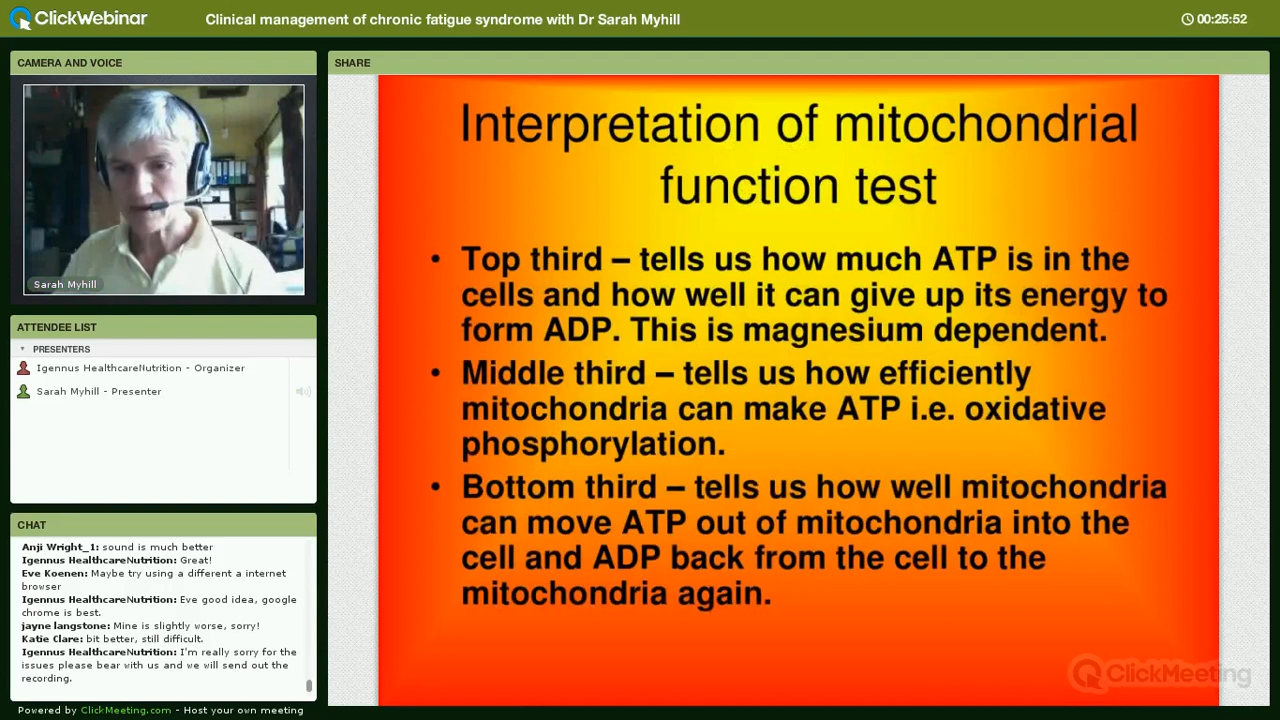 ClickWebinar
Clinical management of chronic fatigue syndrome with Dr Sarah Myhill
00:25:52
CAMERA AND VOICE
Sarah Myhill
ATTENDEE LIST
PRESENTERS
Igennus HealthcareNutrition - Organizer
Sarah Myhill - Presenter
CHAT
Anji Wright_1: sound is much better
Igennus HealthcareNutrition: Great!
Eve Koenen: Maybe try using a different a internet
browser
Igennus HealthcareNutrition: Eve good idea, google
chrome is best.
jayne langstone: Mine is slightly worse, sorry!
Katie Clare: bit better, still difficult.
Igennus HealthcareNutrition: I'm really sorry for the
issues please bear with us and we will send out the
recording.
SHARE
Interpretation of mitochondrial
function test
• Top third – tells us how much ATP is in the
cells and how well it can give up its energy to
form ADP. This is magnesium dependent.
• Middle third – tells us how efficiently
mitochondria can make ATP i.e. oxidative
phosphorylation.
• Bottom third – tells us how well mitochondria
can move ATP out of mitochondria into the
cell and ADP back from the cell to the
mitochondria again.
ClickMeeting
Powered by ClickMeeting.com - Host your own meeting